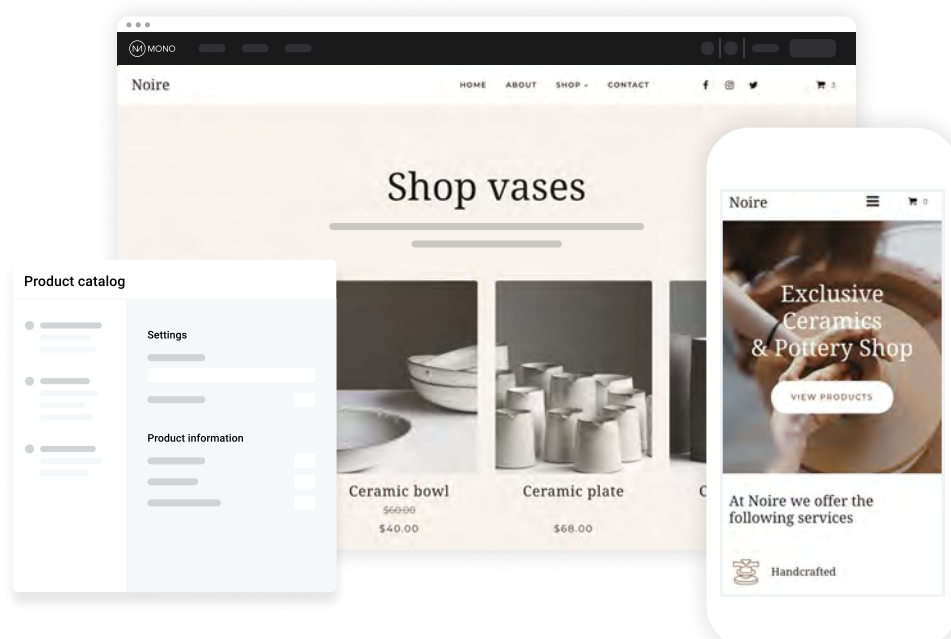 MONO
Noire
HOME ABOUT SHOP CONTACT
Shop vases
Ceramic bowl
$60.00
$40.00
Ceramic plate
$68.00
C
Product catalog
Settings
Product information
Noire
0
Exclusive
Ceramics
& Pottery Shop
VIEW PRODUCTS
At Noire we offer the
following services
Handcrafted